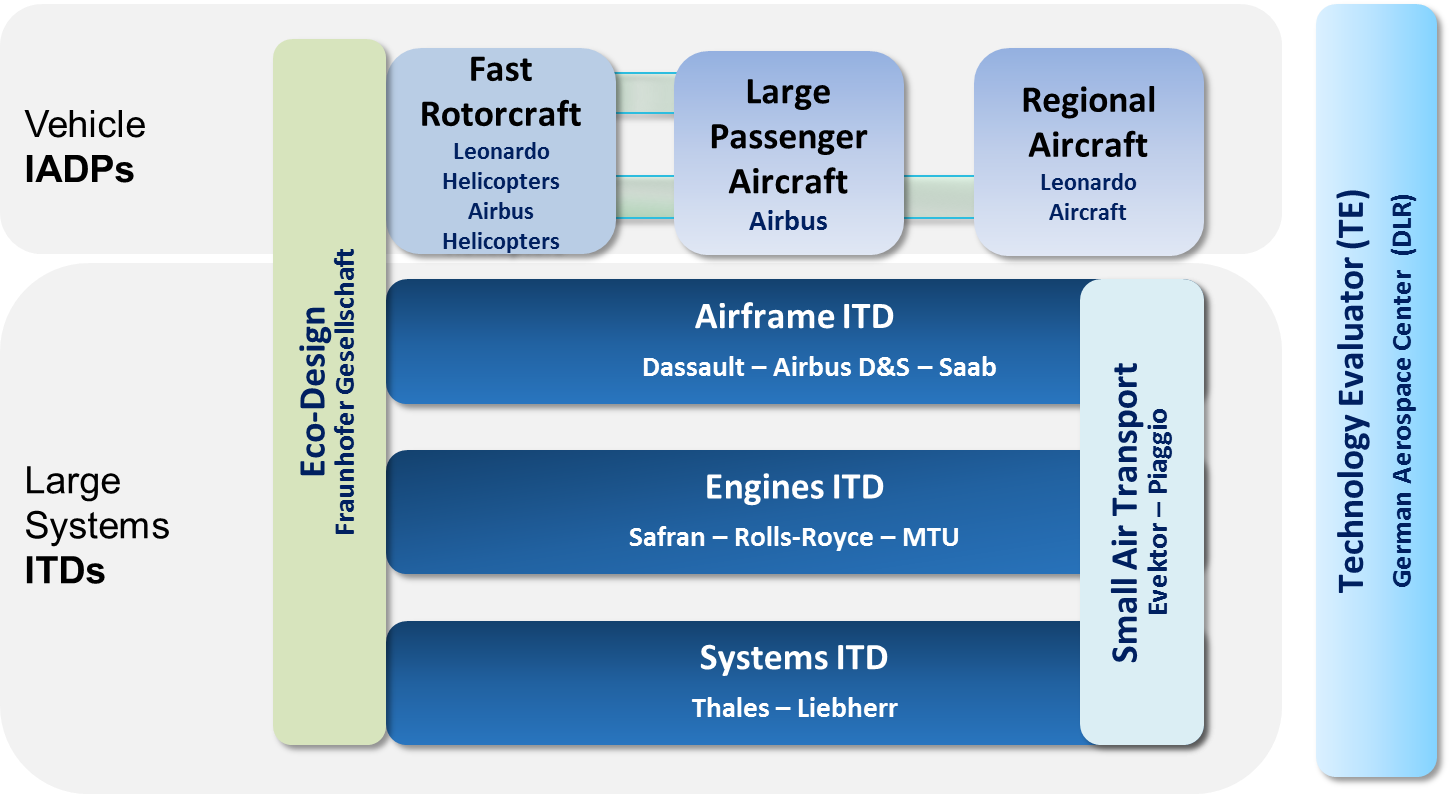 Vehicle
IADPs
Eco-Design
Fraunhofer Gesellschaft
Fast
Rotorcraft
Leonardo
Helicopters
Airbus
Helicopters
Large
Passenger
Aircraft
Airbus
Regional
Aircraft
Leonardo
Aircraft
Large
Systems
ITDs
Airframe ITD
Dassault – Airbus D&S – Saab
Engines ITD
Safran – Rolls-Royce – MTU
Systems ITD
Thales – Liebherr
Small Air Transport
Evektor – Piaggio
Technology Evaluator (TE)
German Aerospace Center (DLR)